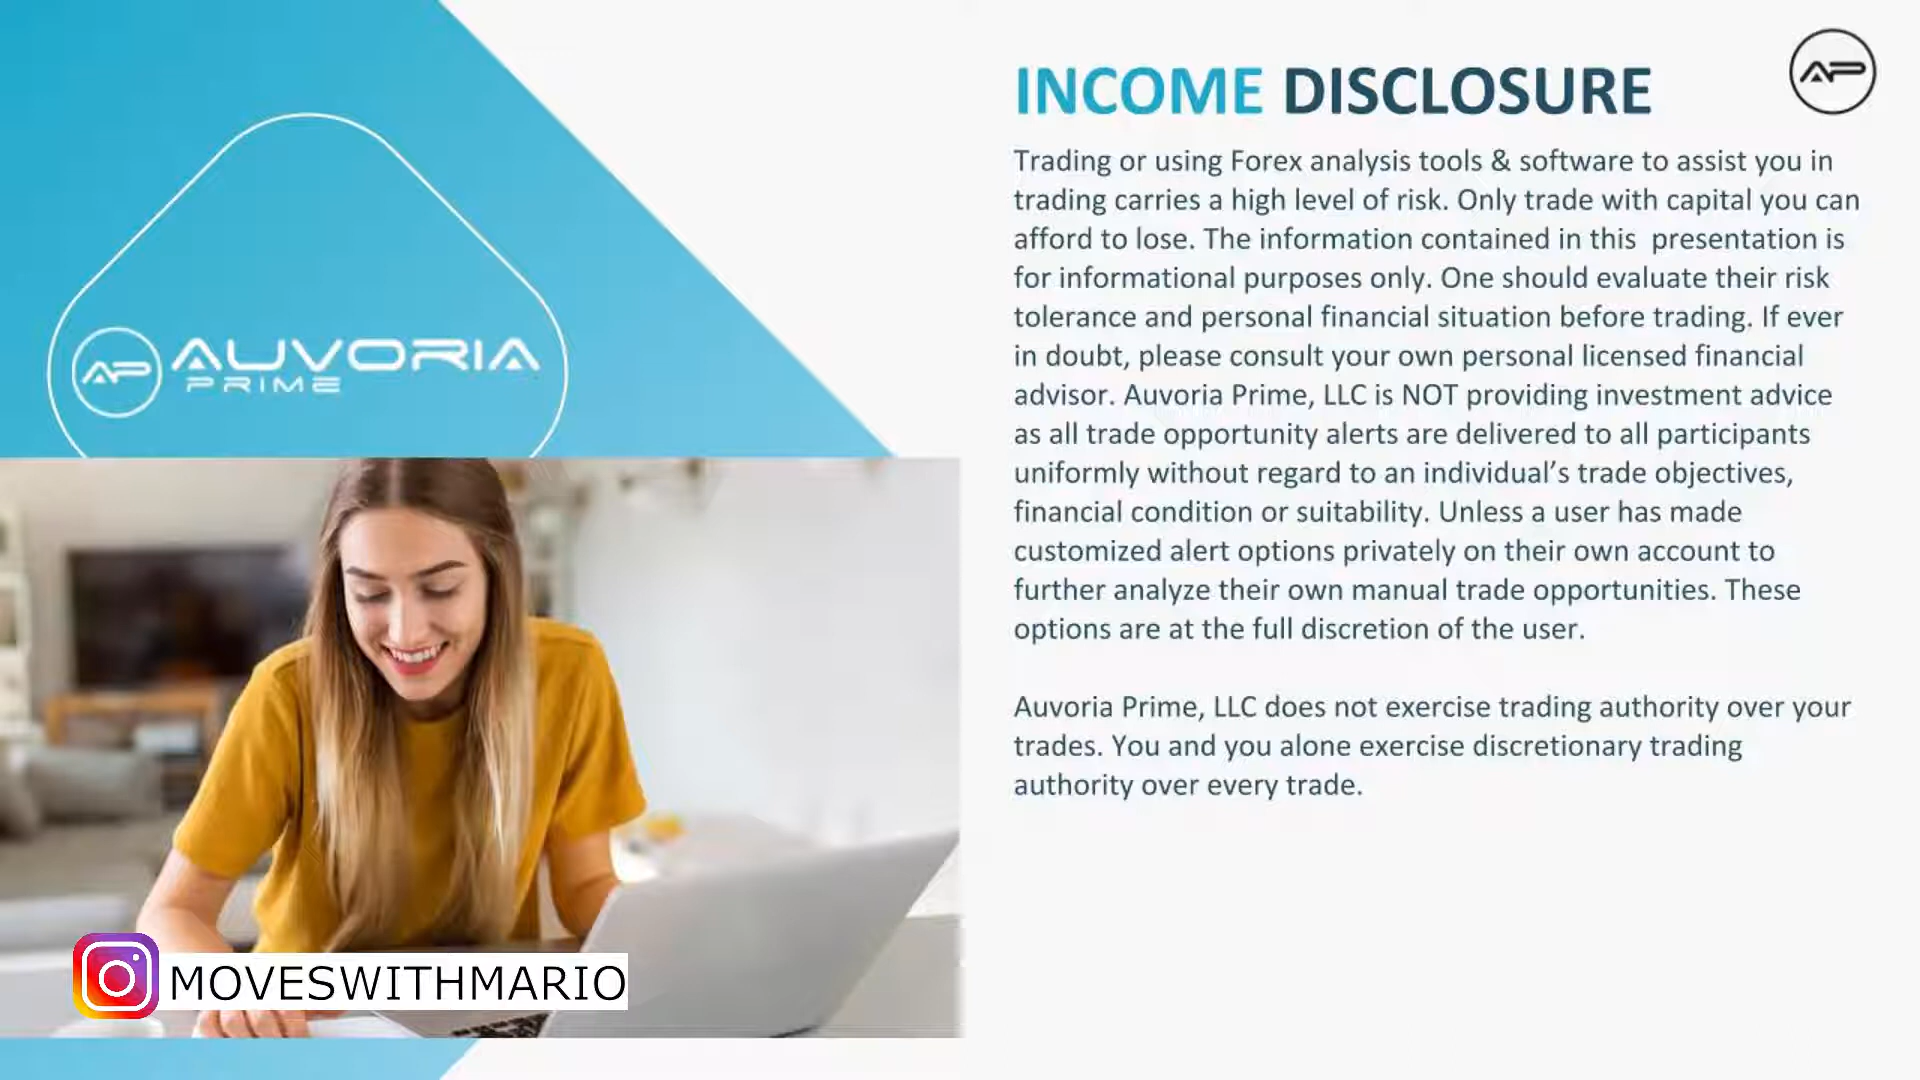 AP AUVORIA
PRIME
MOVESWITHMARIO
INCOME DISCLOSURE
AP
Trading or using Forex analysis tools & software to assist you in
trading carries a high level of risk. Only trade with capital you can
afford to lose. The information contained in this  presentation is
for informational purposes only. One should evaluate their risk
tolerance and personal financial situation before trading. If ever
in doubt, please consult your own personal licensed financial
advisor. Auvoria Prime, LLC is NOT providing investment advice
as all trade opportunity alerts are delivered to all participants
uniformly without regard to an individual’s trade objectives,
financial condition or suitability. Unless a user has made
customized alert options privately on their own account to
further analyze their own manual trade opportunities. These
options are at the full discretion of the user.
Auvoria Prime, LLC does not exercise trading authority over your
trades. You and you alone exercise discretionary trading
authority over every trade.